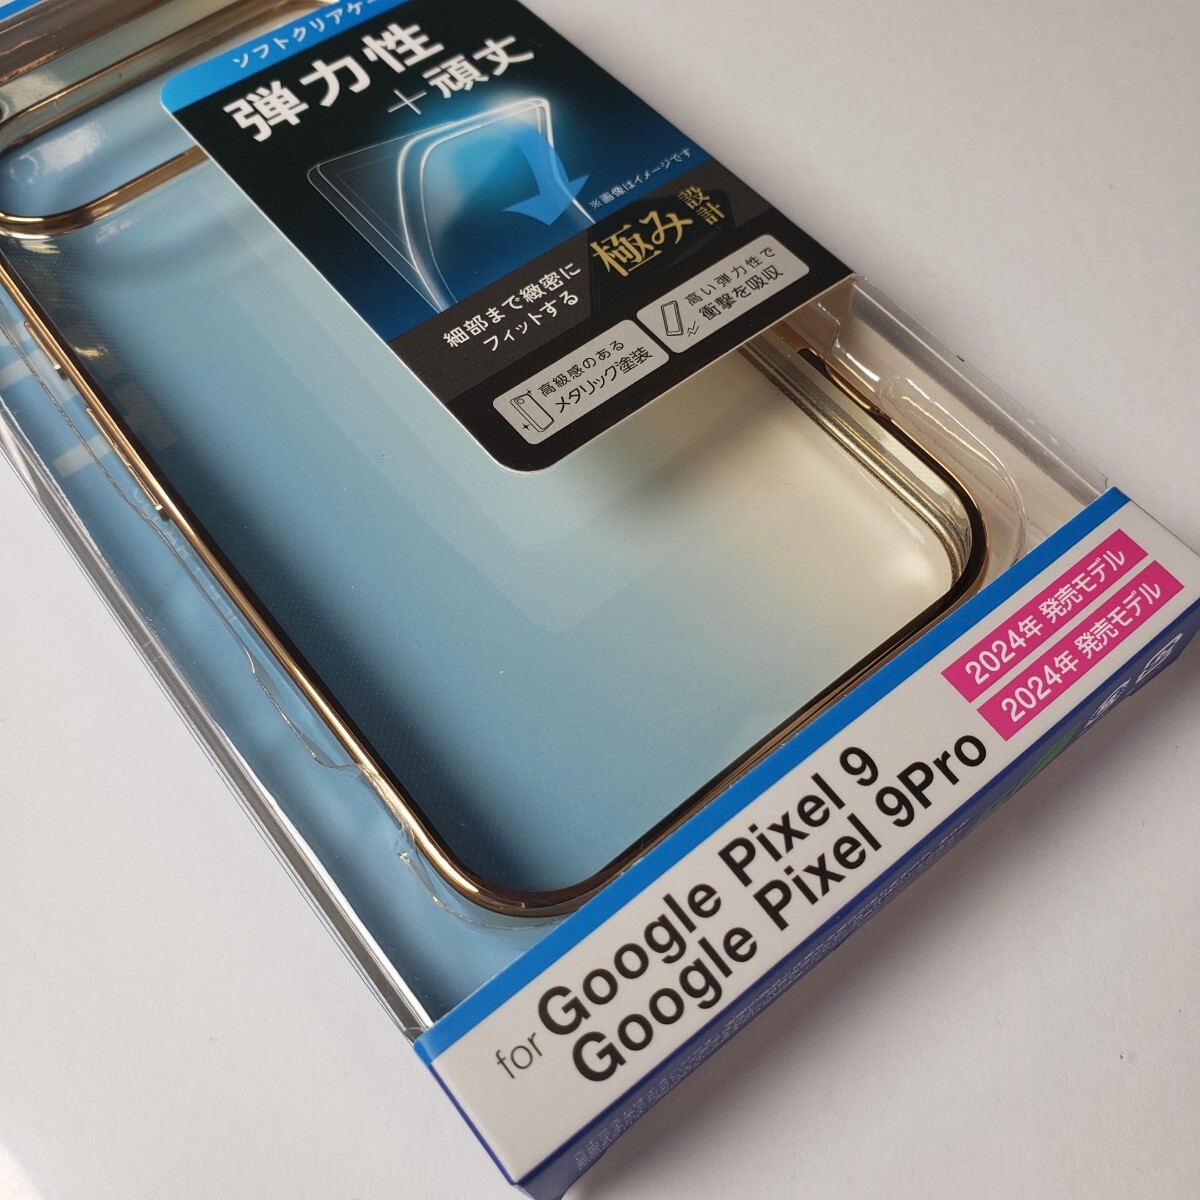 ソフトクリアケー
弾力性
+頑丈
※画像はイメージです
細部まで緻密に
フィットする
極み設計
高級感のある
メタリック塗装
高い弾力性で
衝撃を吸収
2024年 発売モデル
2024年 発売モデル
for Google Pixel 9
Google Pixel 9Pro